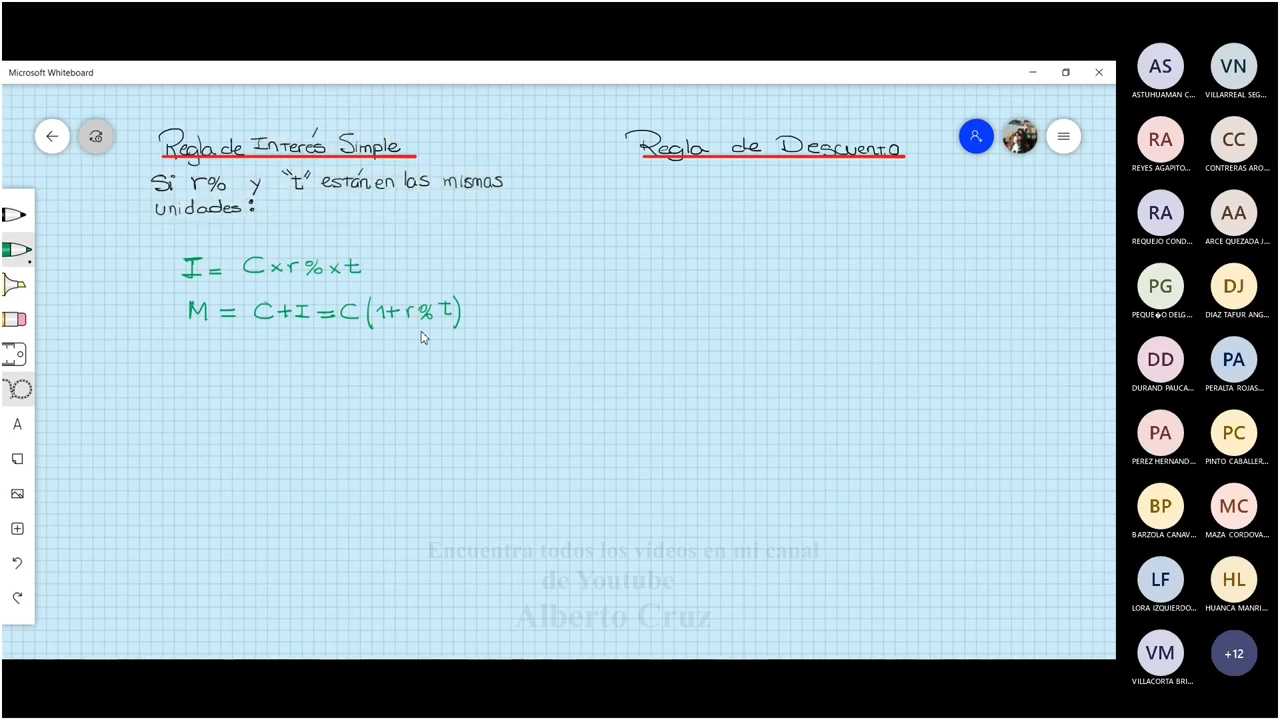 Microsoft Whiteboard
Regla de Interés Simple
Si r% y "t" están en las mismas
unidades:
I = C x r% x t
M = C + I = C (1 + r% t)
Regla de Descuento
A
Encuentra todos los videos en mi canal
de Youtube
Alberto Cruz
AS
ASTUHUAMAN C...
VN
VILLARREAL SEG...
RA
REYES AGAPITO...
CC
CONTRERAS ARO...
RA
REQUEJO COND...
AA
ARCE QUEZADA J...
PG
PEQUE�O DELG...
DJ
DIAZ TAFUR ANG...
DD
DURAND PAUCA...
PA
PERALTA ROJAS...
PA
PEREZ HERNAND...
PC
PINTO CABALLER...
BP
BARZOLA CANAV...
MC
MAZA CORDOVA...
LF
LORA IZQUIERDO...
HL
HUANCA MANRI...
VM
VILLACORTA BRI...
+12